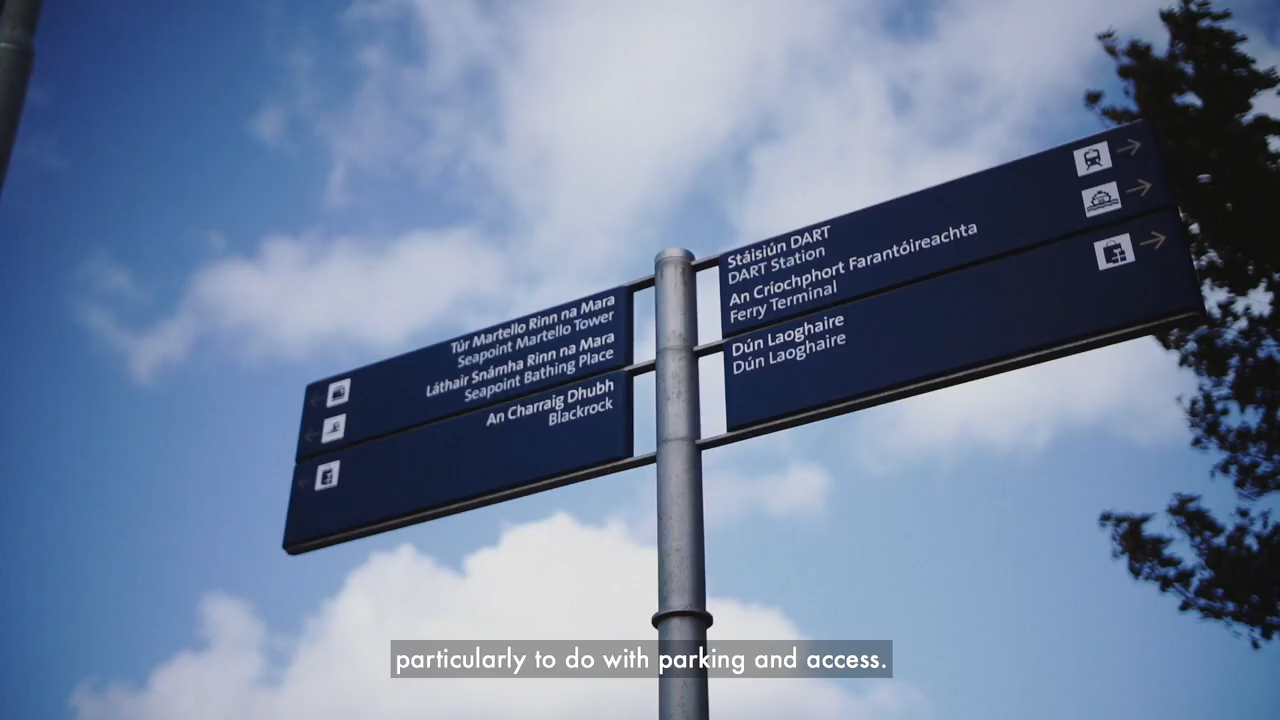 Túr Martello Rinn na Mara
Seapoint Martello Tower
Láthair Snámha Rinn na Mara
Seapoint Bathing Place
An Charraig Dhubh
Blackrock
Stáisiún DART
DART Station
An Críochphort Farantóireachta
Ferry Terminal
Dún Laoghaire
Dún Laoghaire
particularly to do with parking and access.